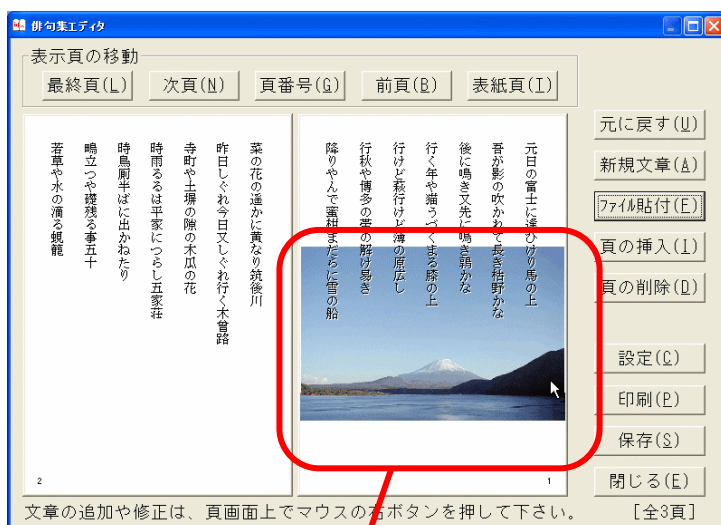 俳句集エディタ
表示頁の移動
最終頁(L)
次頁(N)
頁番号(G)
前頁(B)
表紙頁(I)
元に戻す(U)
新規文章(A)
ファイル貼付(F)
頁の挿入(I)
頁の削除(D)
設定(C)
印刷(P)
保存(S)
閉じる(E)
元日の富士に逢ひけり馬の上
吾が影の吹かれて長き枯野かな
後に鳴き又先に鳴き鶉かな
行く年や猫うづくまる膝の上
行けど萩行けど薄の原広し
行秋や博多の帯の解け易き
降りやんで蜜柑まだらに雪の船
1
菜の花の遥かに黄なり筑後川
昨日しぐれ今日又しぐれ行く木曾路
寺町や土塀の隙の木瓜の花
時雨るるは平家につらし五家荘
時鳥厠半ばに出かねたり
鴫立つや礎残る事五十
若草や水の滴る蜆籠
2
文章の追加や修正は、頁画面上でマウスの右ボタンを押して下さい。
[全3頁]